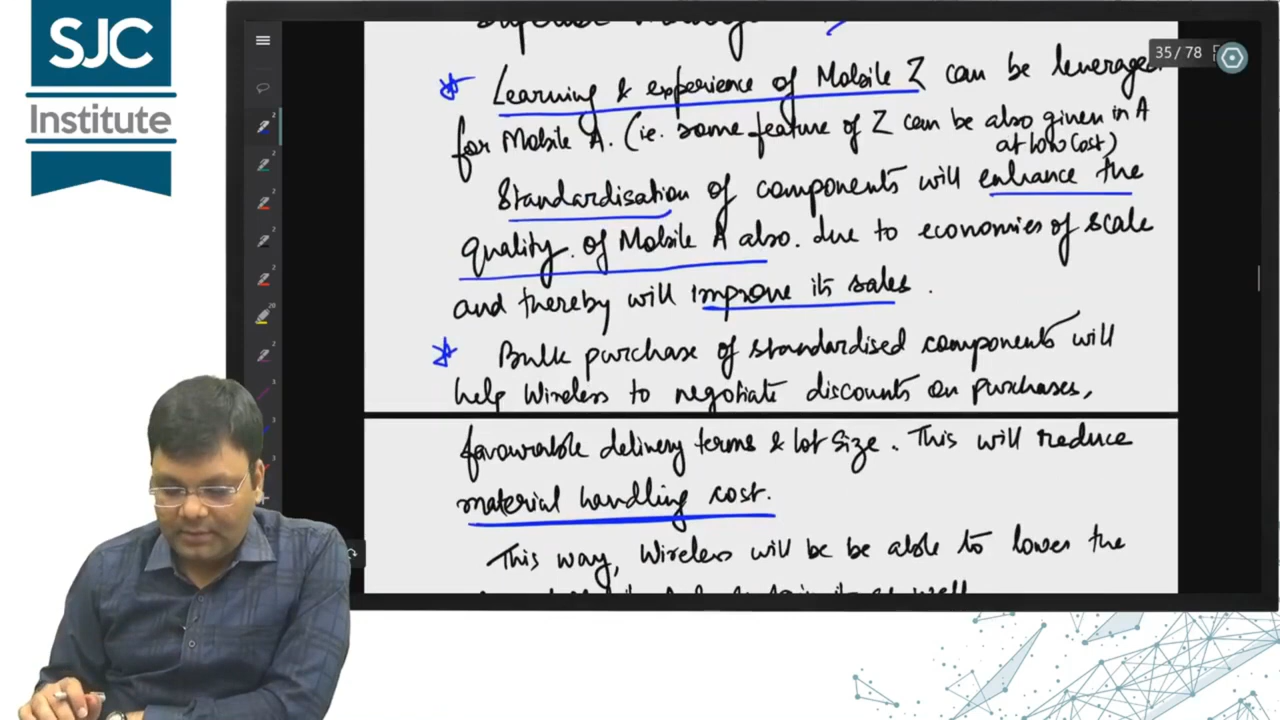 SJC
Institute
35 / 78
* Learning & experience of Mobile Z can be leverage
for Mobile A. (ie. some feature of Z can be also given in A
at low cost)
Standardisation of components will enhance the
quality of Mobile A also. due to economies of scale
and thereby will improve its sales.
* Bulk purchase of standardised components will
help Wireless to negotiate discounts on purchases,
favourable delivery terms & lot size. This will reduce
material handling cost.
This way, Wireless will be be able to lower the